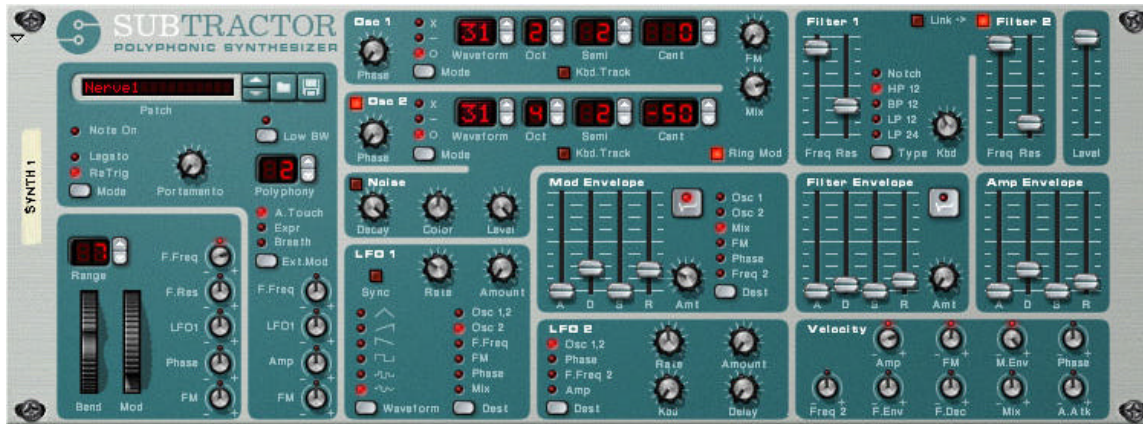 SUBTRACTOR
POLYPHONIC SYNTHESIZER
SYNTH 1
Nerve1
Patch
Note On
Legato
ReTrig
Mode
Portamento
Low BW
2
Polyphony
A.Touch
Expr
Breath
Ext.Mod
7
Range
Bend
Mod
F.Freq
F.Res
LFO1
Phase
FM
F.Freq
LFO1
Amp
FM
Osc 1
Phase
X
-
O
Mode
31
Waveform
2
Oct
2
Semi
0
Cent
Kbd.Track
FM
Mix
Osc 2
Phase
X
-
O
Mode
31
Waveform
4
Oct
2
Semi
-50
Cent
Kbd.Track
Ring Mod
Noise
Decay
Color
Level
LFO 1
Sync
Rate
Amount
Waveform
Osc 1,2
Osc 2
F.Freq
FM
Phase
Mix
Dest
Mod Envelope
A D S R
Amt
Osc 1
Osc 2
Mix
FM
Phase
Freq 2
Dest
LFO 2
Osc 1,2
Phase
F.Freq 2
Amp
Dest
Rate
Amount
Kbd
Delay
Filter 1
Freq Res
Notch
HP 12
BP 12
LP 12
LP 24
Type
Kbd
Link ->
Filter 2
Freq Res
Level
Filter Envelope
A D S R
Amt
Amp Envelope
A D S R
Velocity
Amp
FM
M.Env
Phase
Freq 2
F.Env
F.Dec
Mix
A.Atk